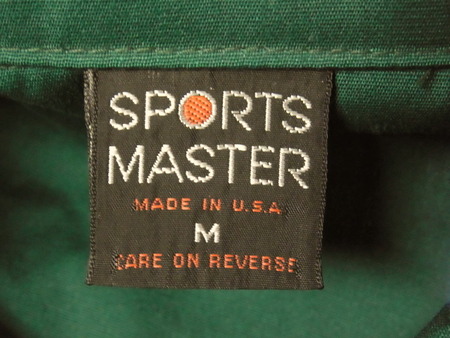 SPORTS
MASTER
MADE IN U.S.A
M
CARE ON REVERSE